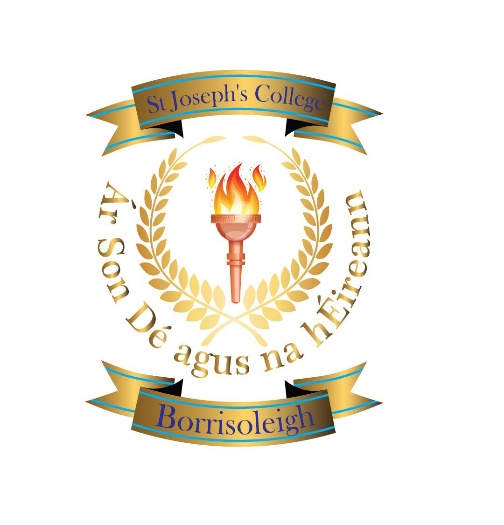 St Joseph's College
Ár Son Dé agus na hÉireann
Borrisoleigh